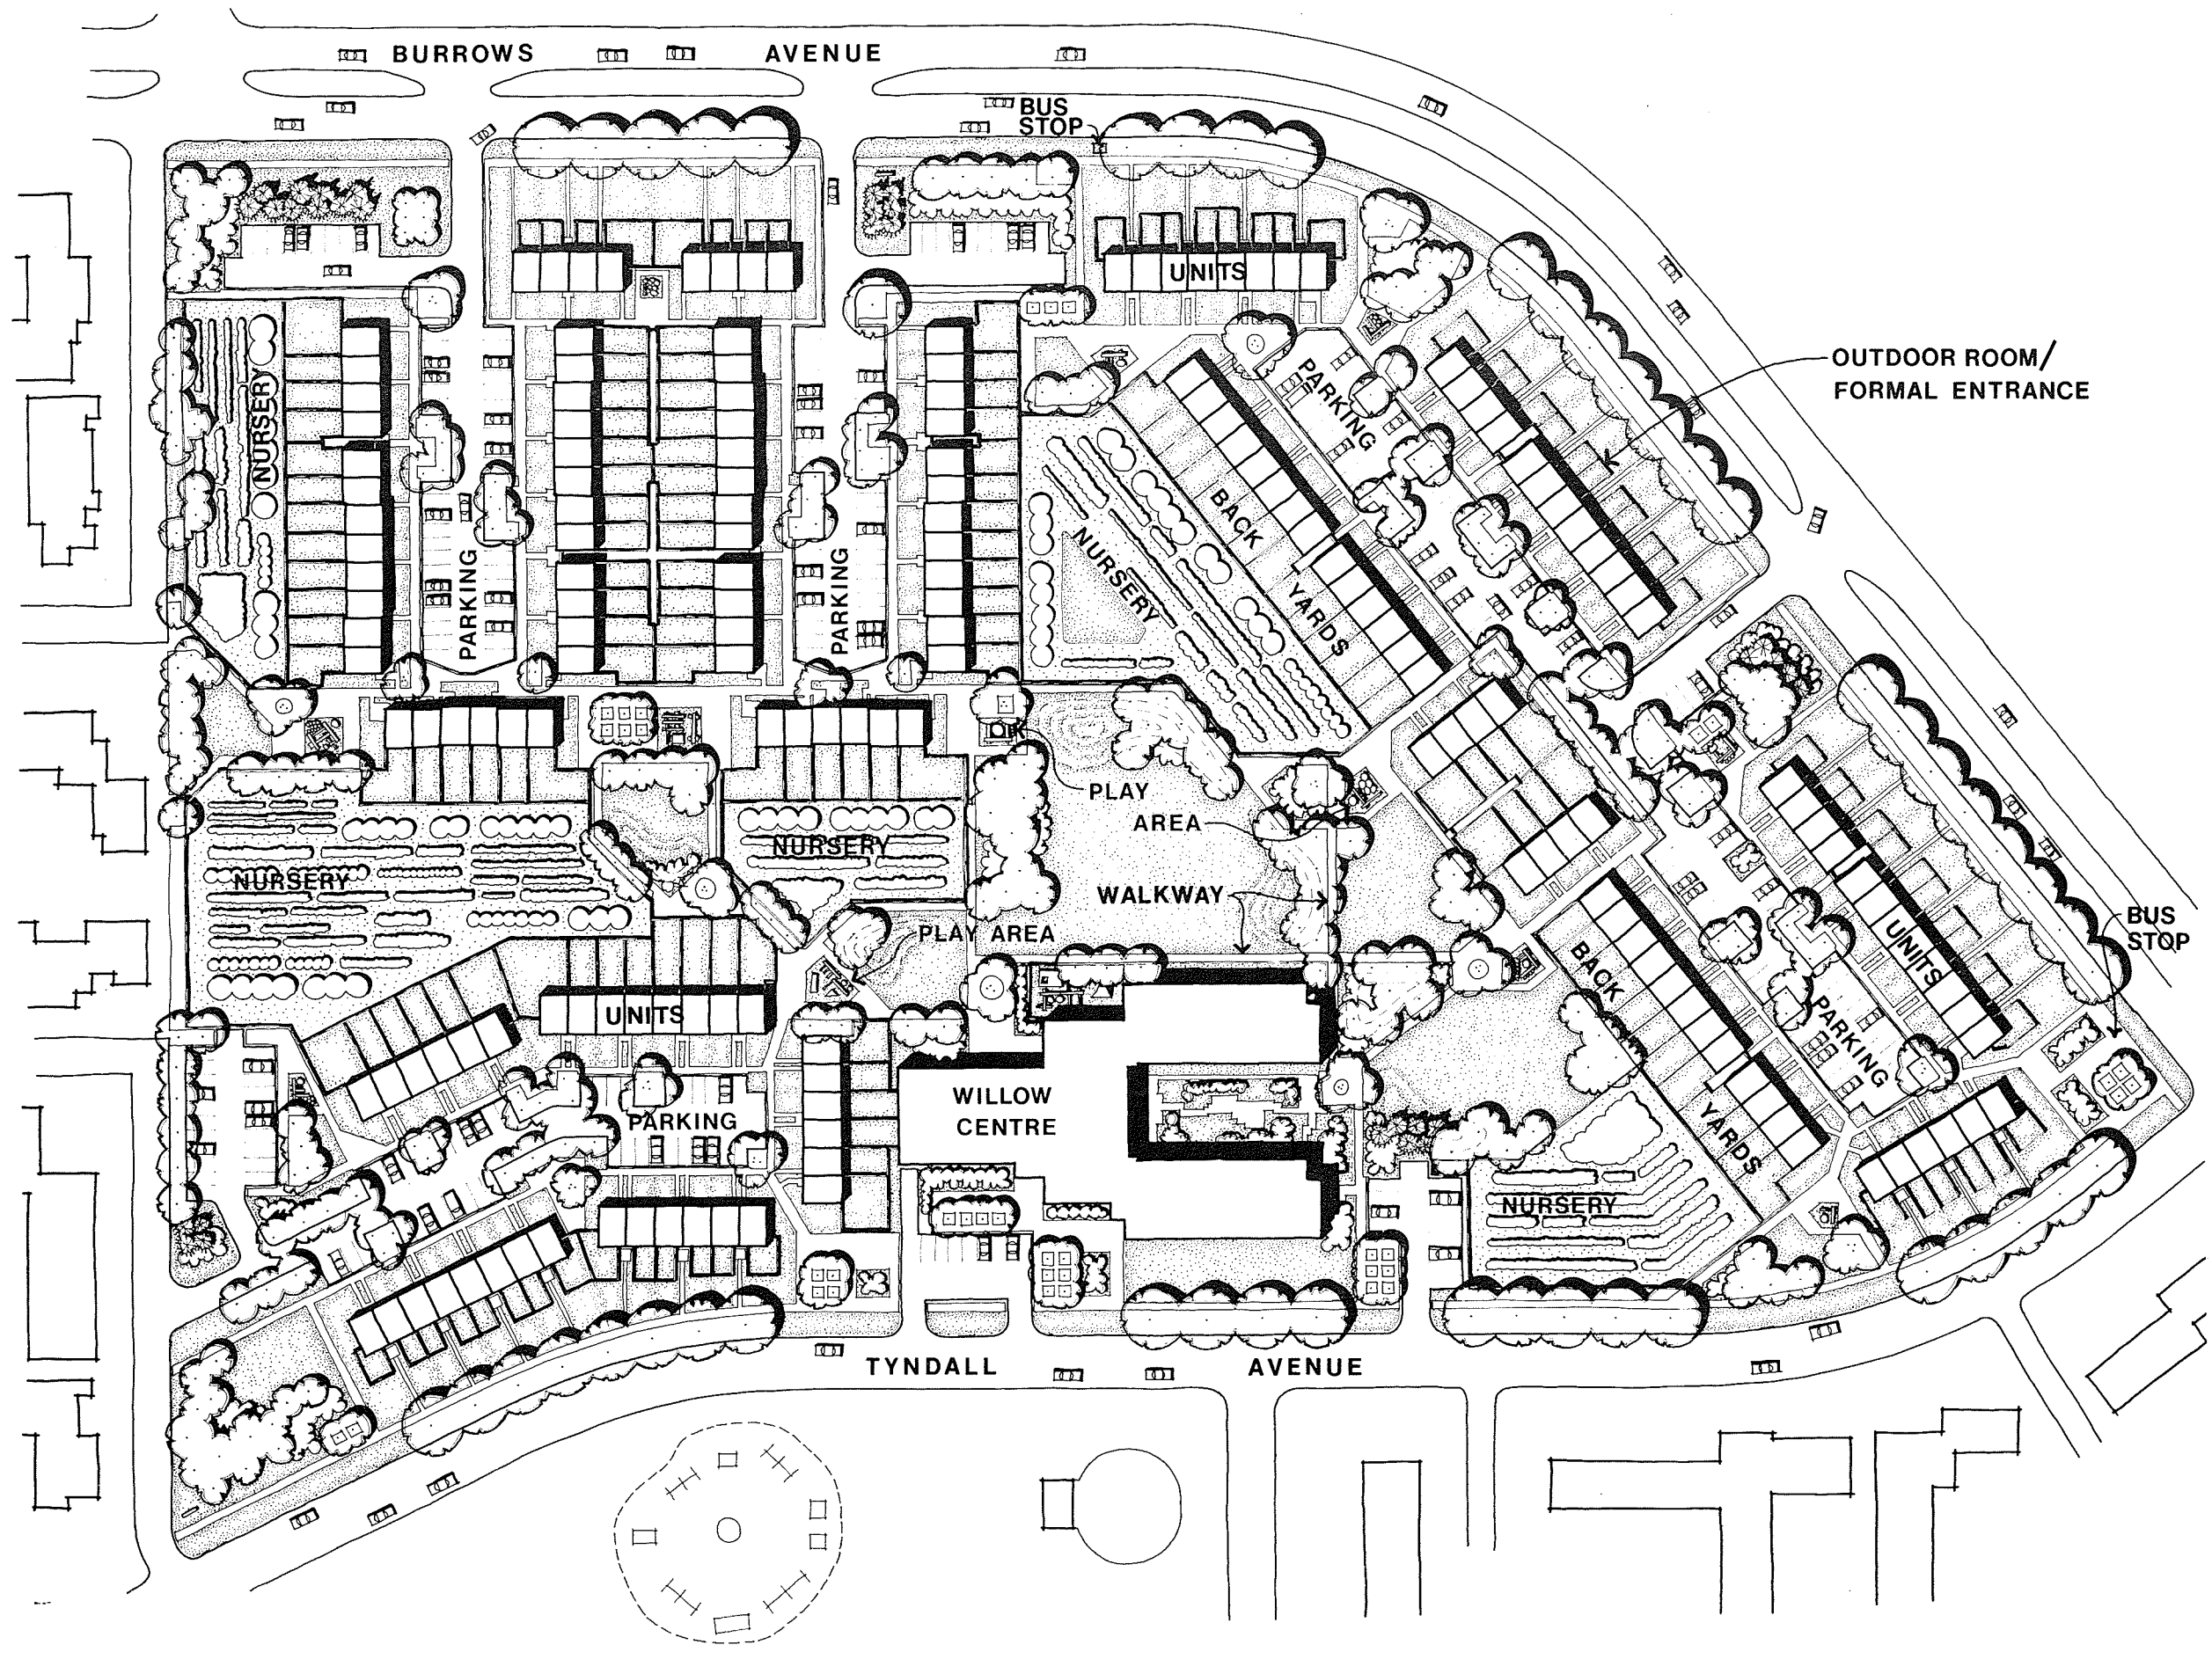 BURROWS AVENUE
BUS
STOP
UNITS
OUTDOOR ROOM/
FORMAL ENTRANCE
PARKING
NURSERY
BACK YARDS
NURSERY
PARKING
PARKING
PLAY
AREA
NURSERY
NURSERY
WALKWAY
PLAY AREA
BUS
STOP
UNITS
BACK YARDS
UNITS
PARKING
WILLOW
CENTRE
PARKING
NURSERY
TYNDALL AVENUE